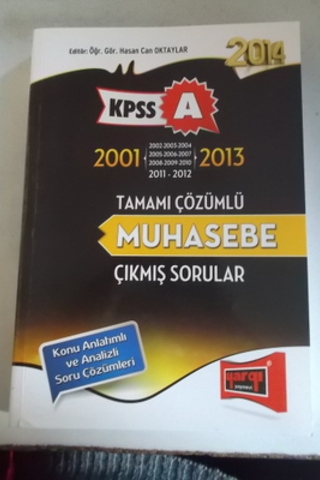 Editör: Öğr. Gör. Hasan Can OKTAYLAR
2014
KPSS A
2001 2002-2003-2004 2013
2005-2006-2007
2008-2009-2010
2011 - 2012
TAMAMI ÇÖZÜMLÜ
MUHASEBE
ÇIKMIŞ SORULAR
Konu Anlatımlı
ve Analizli
Soru Çözümleri
yargı
yayınevi